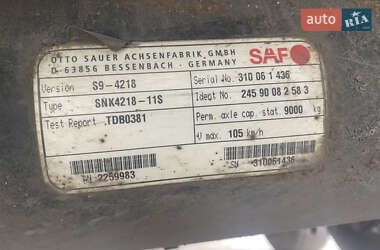 AUTO RIA.com
OTTO SAUER ACHSENFABRIK, GMBH
D-63856 BESSENBACH-GERMANY
SAF
Version S9-4218
Serial No. 310 06 1 436
Type SNK4218-11S
Idegt No. 245 90 08 2 58 3
Test Report TDB0381
Perm. axle cap. stat. 9000 kg
V max. 105 km/h
2259983
310061436